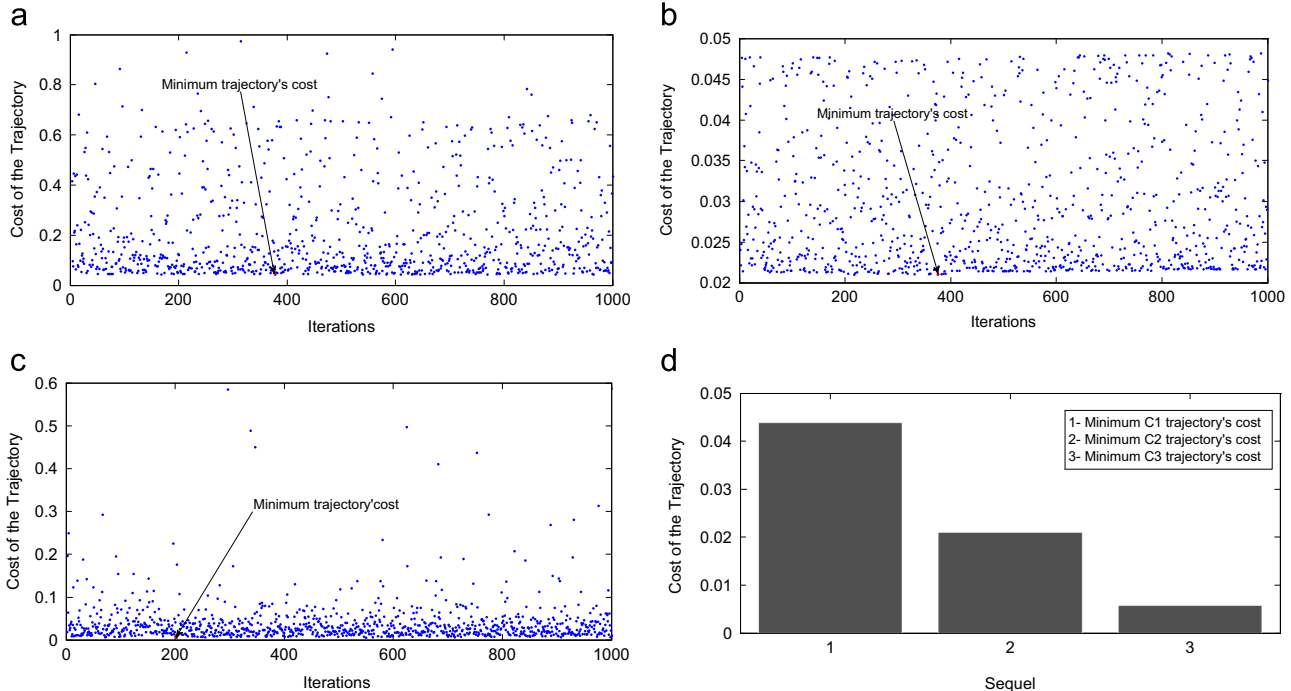 a
1
0.8
0.6
0.4
0.2
0
0 200 400 600 800 1000
Cost of the Trajectory
Iterations
Minimum trajectory's cost
b
0.05
0.045
0.04
0.035
0.03
0.025
0.02
0 200 400 600 800 1000
Cost of the Trajectory
Iterations
Minimum trajectory's cost
c
0.6
0.5
0.4
0.3
0.2
0.1
0
0 200 400 600 800 1000
Cost of the Trajectory
Iterations
Minimum trajectory'cost
d
0.05
0.04
0.03
0.02
0.01
0
1 2 3
Cost of the Trajectory
Sequel
1- Minimum C1 trajectory's cost
2- Minimum C2 trajectory's cost
3- Minimum C3 trajectory's cost